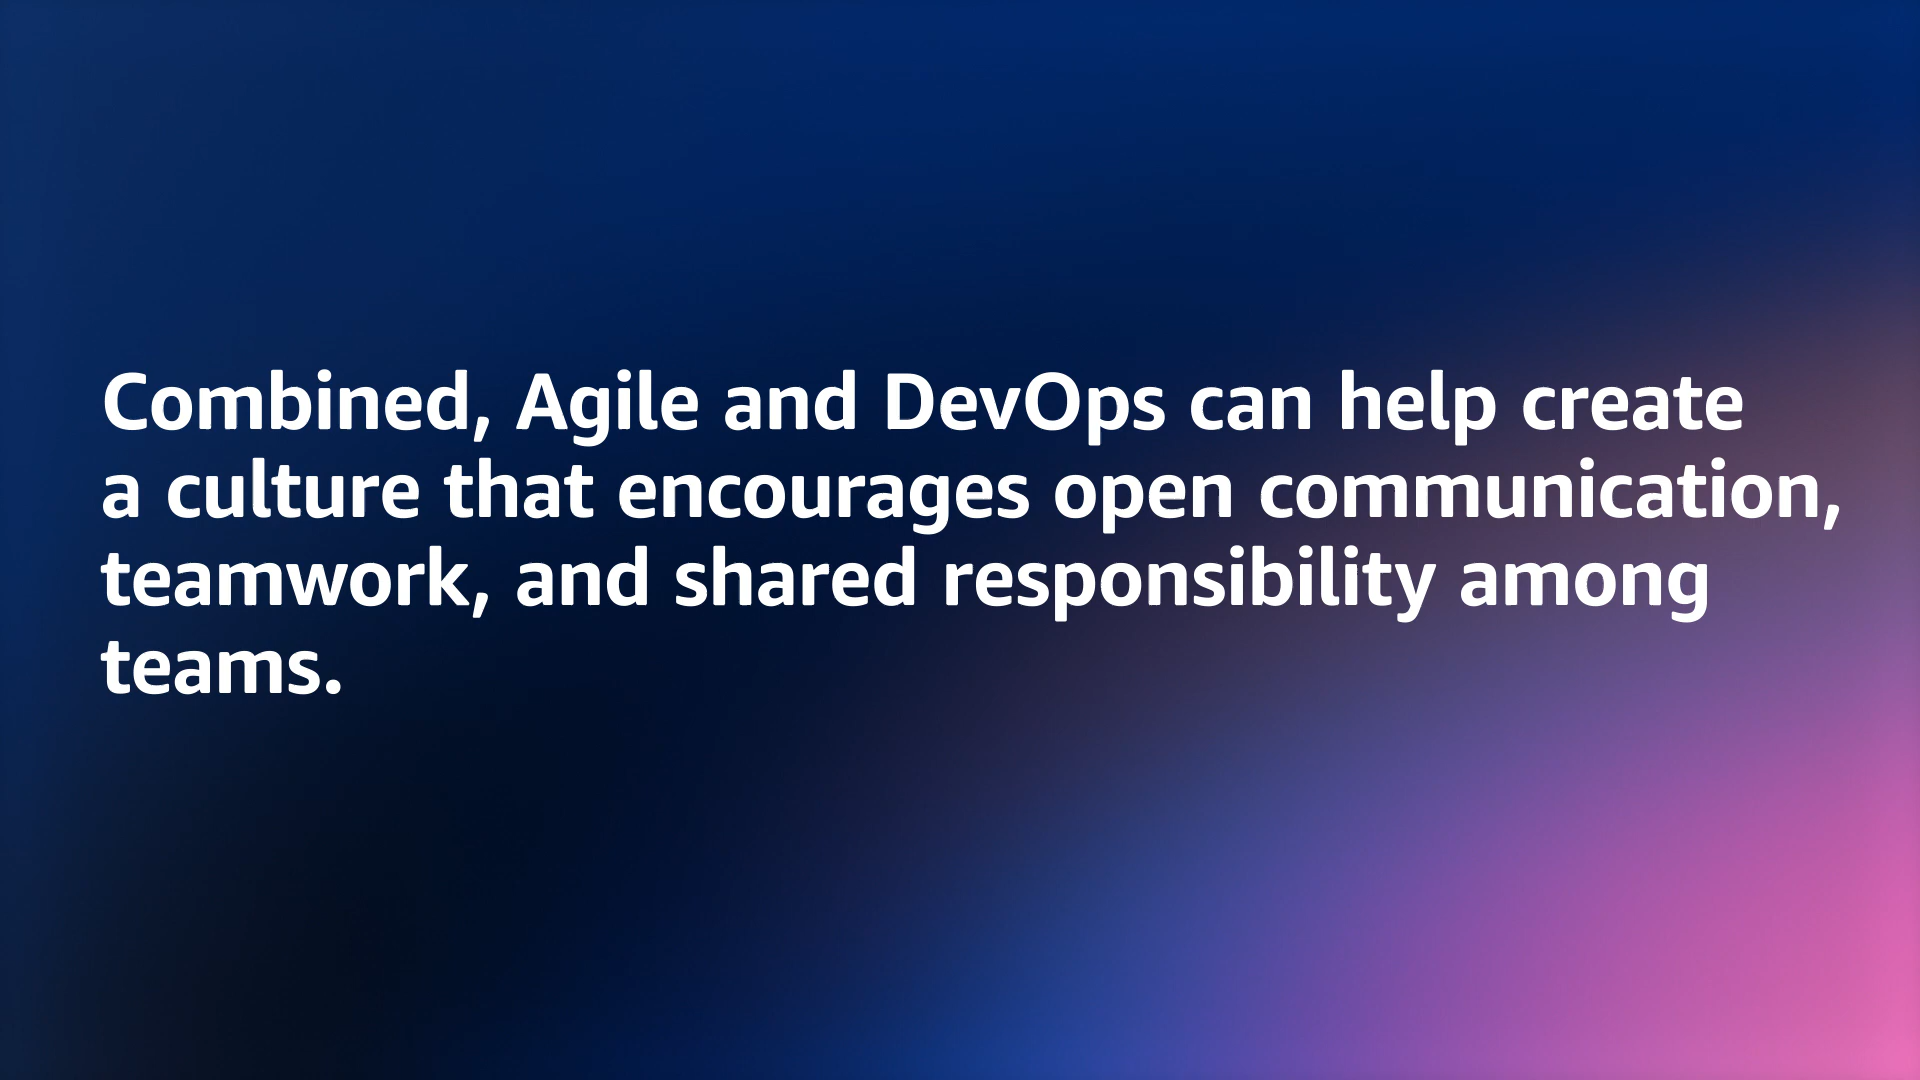 Combined, Agile and DevOps can help create
a culture that encourages open communication,
teamwork, and shared responsibility among
teams.